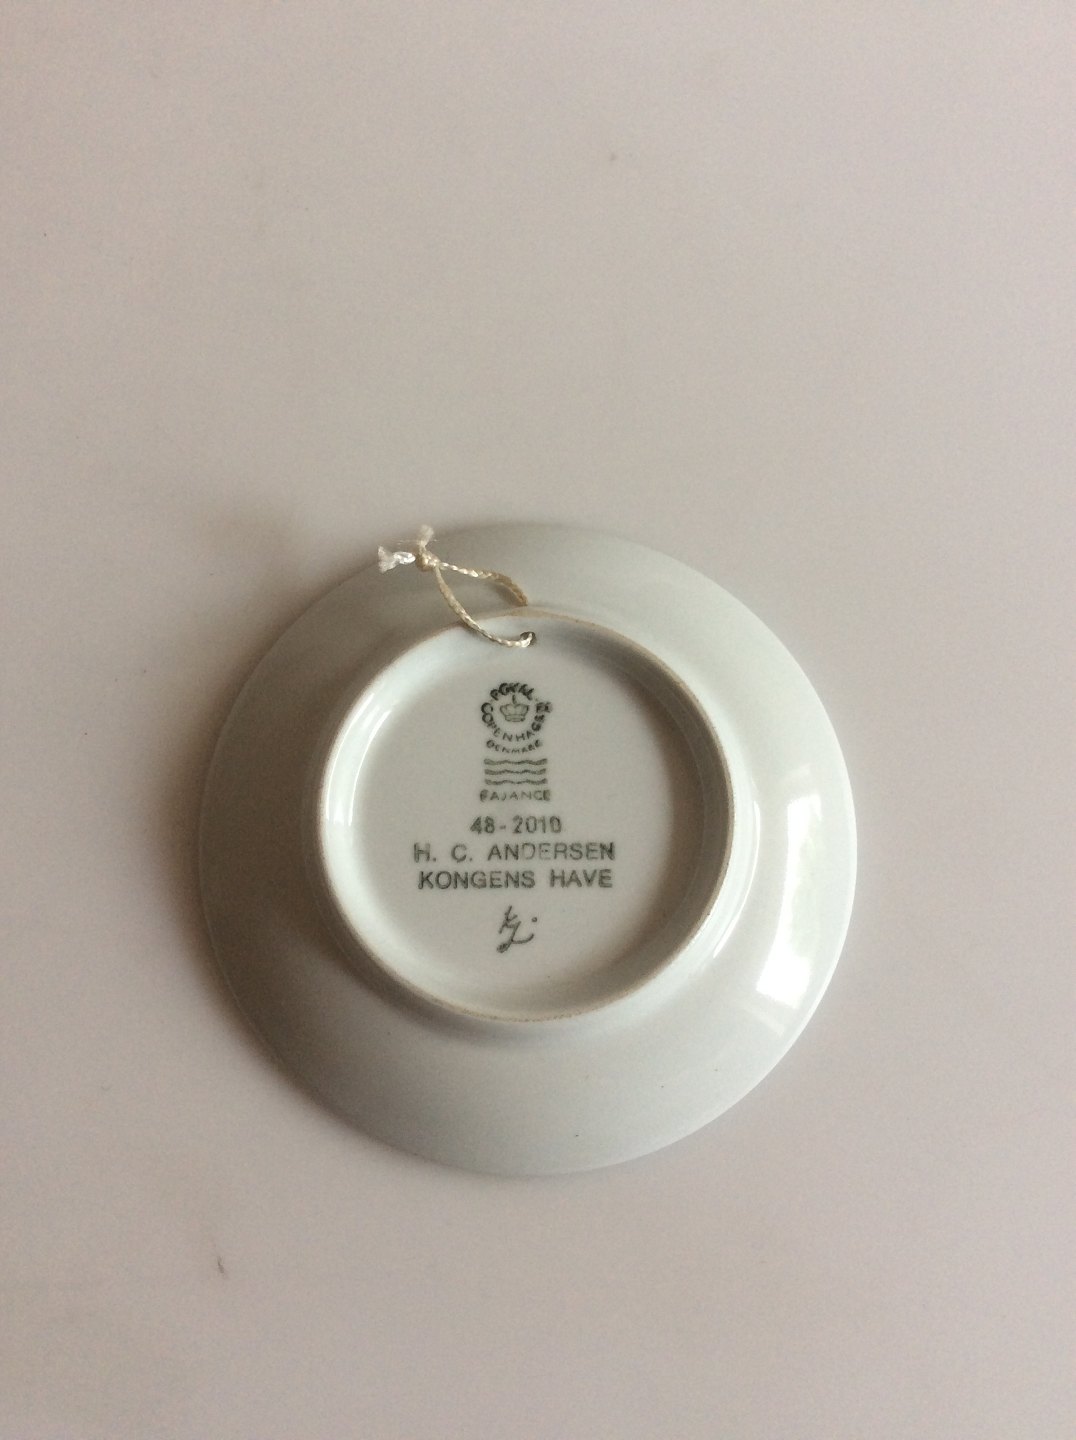 ROYAL
COPENHAGEN
DENMARK
FAJANCE
48-2010
H. C. ANDERSEN
KONGENS HAVE